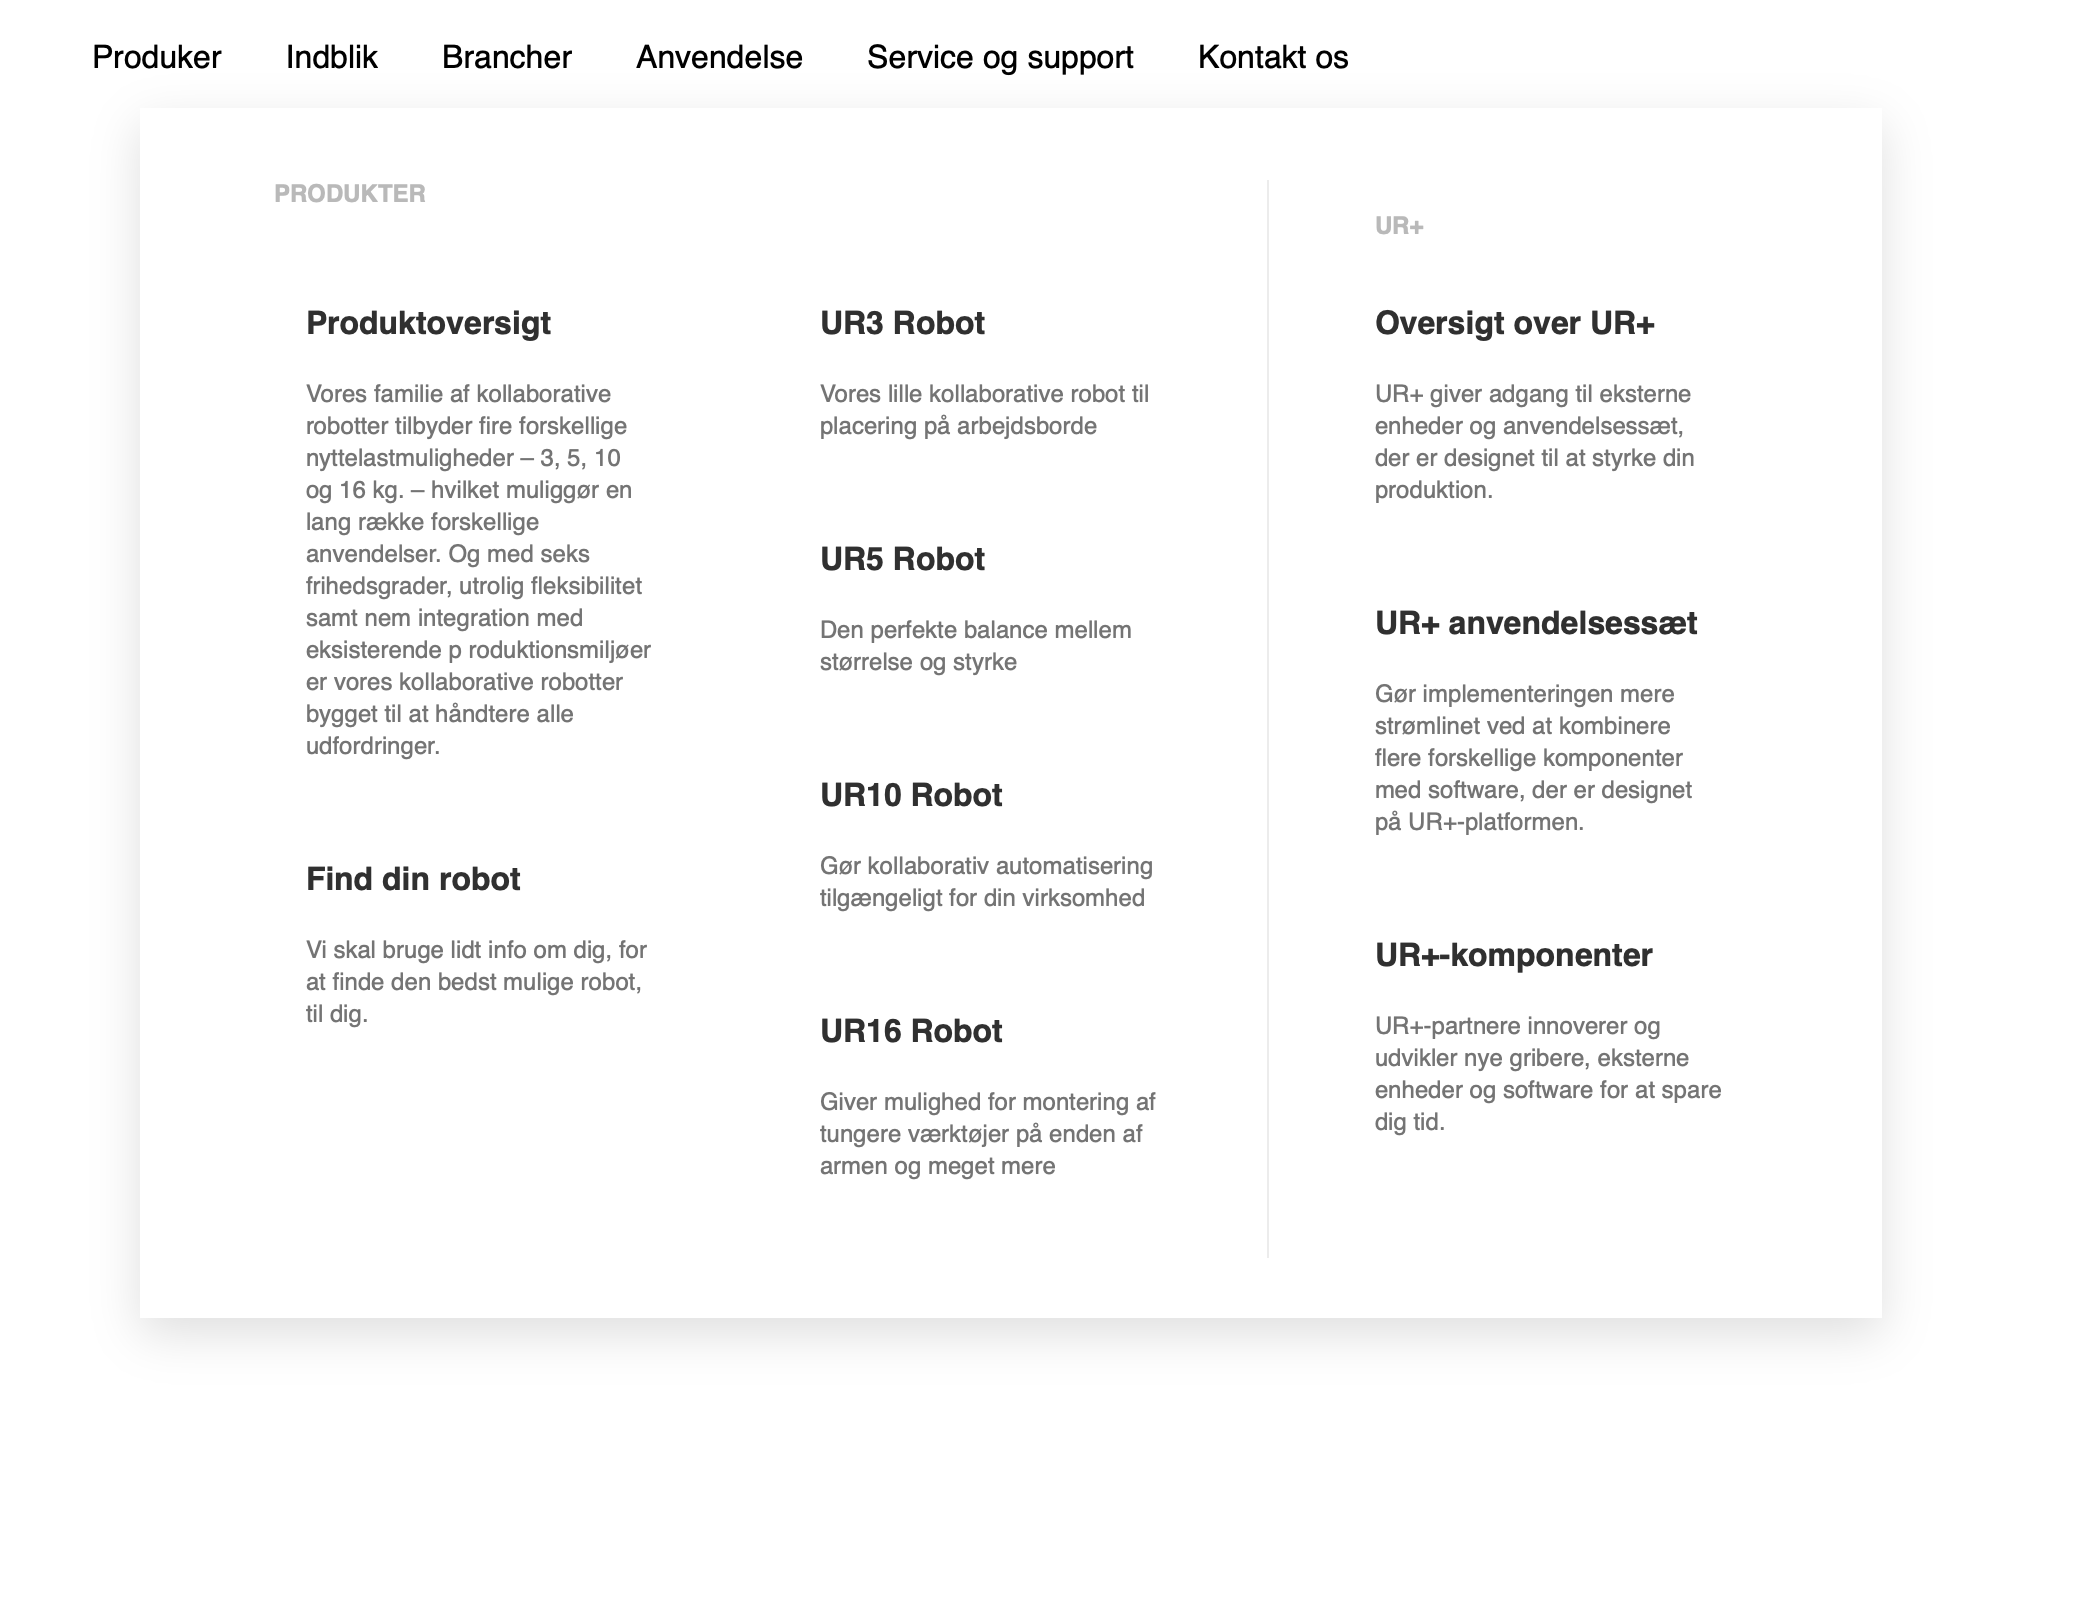 Produker
Indblik
Brancher
Anvendelse
Service og support
Kontakt os
PRODUKTER
Produktoversigt
Vores familie af kollaborative
robotter tilbyder fire forskellige
nyttelastmuligheder – 3, 5, 10
og 16 kg. – hvilket muliggør en
lang række forskellige
anvendelser. Og med seks
frihedsgrader, utrolig fleksibilitet
samt nem integration med
eksisterende p roduktionsmiljøer
er vores kollaborative robotter
bygget til at håndtere alle
udfordringer.
Find din robot
Vi skal bruge lidt info om dig, for
at finde den bedst mulige robot,
til dig.
UR3 Robot
Vores lille kollaborative robot til
placering på arbejdsborde
UR5 Robot
Den perfekte balance mellem
størrelse og styrke
UR10 Robot
Gør kollaborativ automatisering
tilgængeligt for din virksomhed
UR16 Robot
Giver mulighed for montering af
tungere værktøjer på enden af
armen og meget mere
UR+
Oversigt over UR+
UR+ giver adgang til eksterne
enheder og anvendelsessæt,
der er designet til at styrke din
produktion.
UR+ anvendelsessæt
Gør implementeringen mere
strømlinet ved at kombinere
flere forskellige komponenter
med software, der er designet
på UR+-platformen.
UR+-komponenter
UR+-partnere innoverer og
udvikler nye gribere, eksterne
enheder og software for at spare
dig tid.